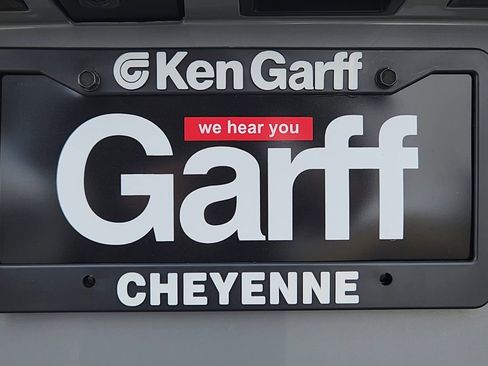 Ken Garff
we hear you
Garff
CHEYENNE